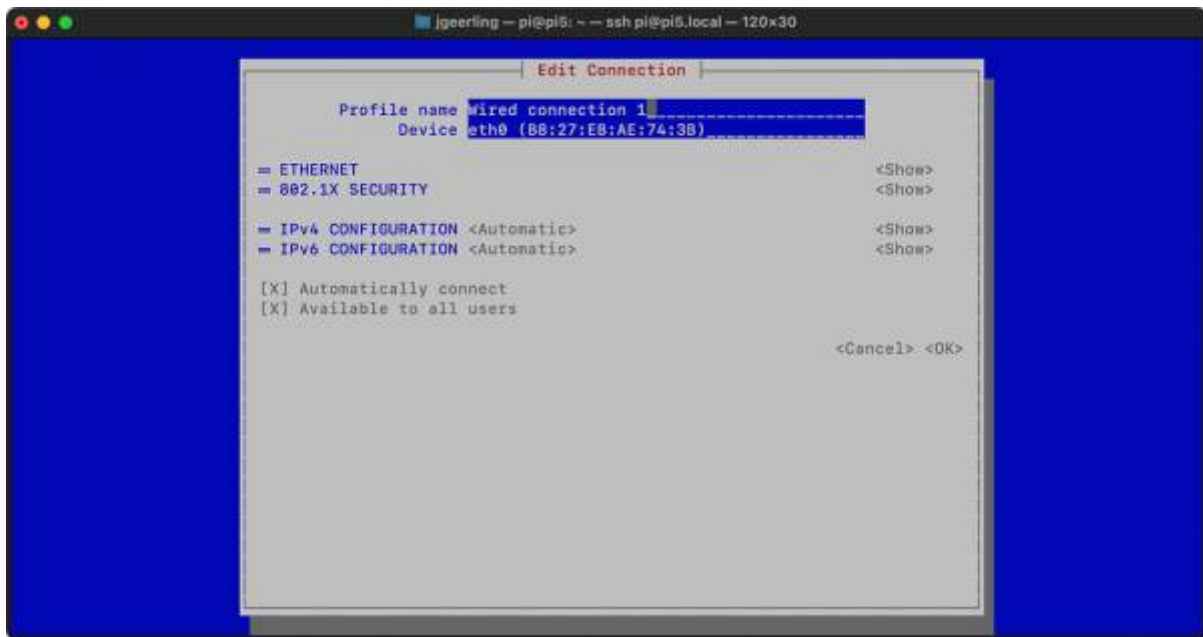 jgeerling — pi@pi5: ~ — ssh pi@pi5.local — 120×30
Edit Connection
Profile name Wired connection 1
Device eth0 (B8:27:EB:AE:74:3B)
= ETHERNET <Show>
= 802.1X SECURITY <Show>
= IPv4 CONFIGURATION <Automatic> <Show>
= IPv6 CONFIGURATION <Automatic> <Show>
[X] Automatically connect
[X] Available to all users
<Cancel> <OK>